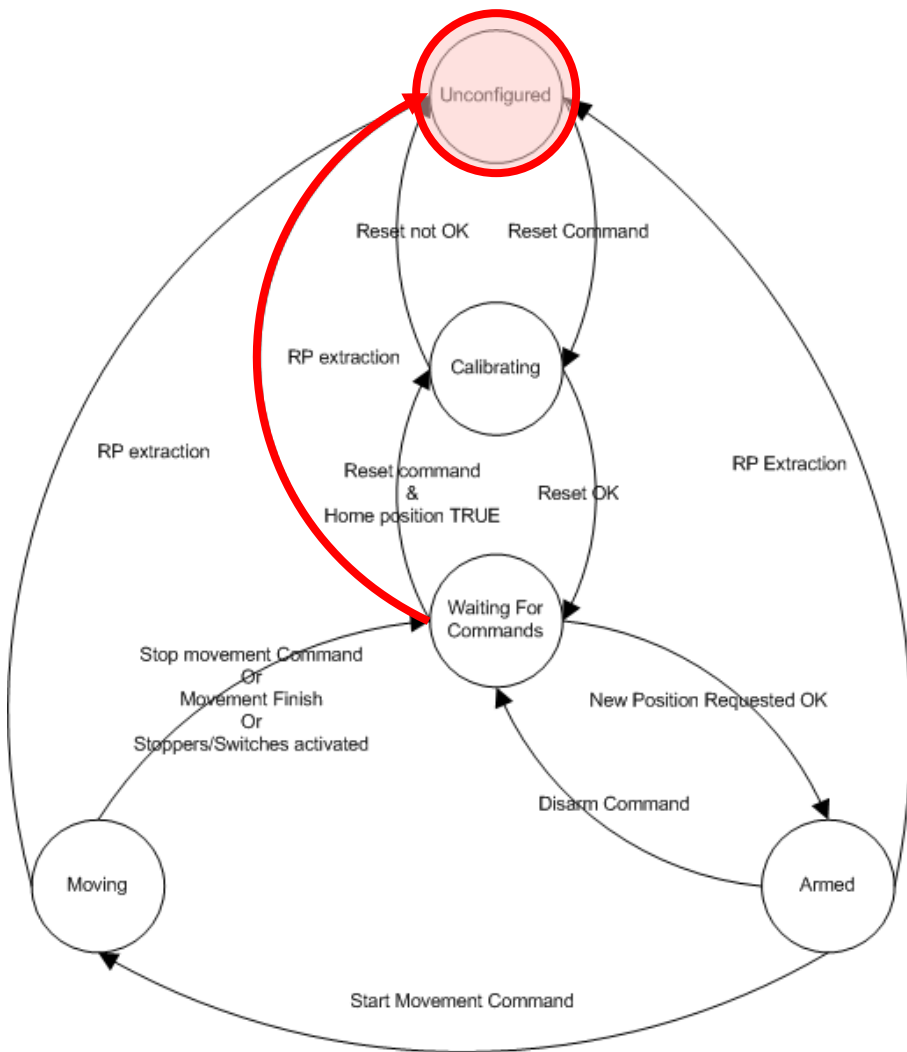 Unconfigured
Reset not OK
Reset Command
RP extraction
Calibrating
RP extraction
RP Extraction
Reset command
&
Home position TRUE
Reset OK
Waiting For
Commands
Stop movement Command
Or
Movement Finish
Or
Stoppers/Switches activated
New Position Requested OK
Disarm Command
Moving
Armed
Start Movement Command